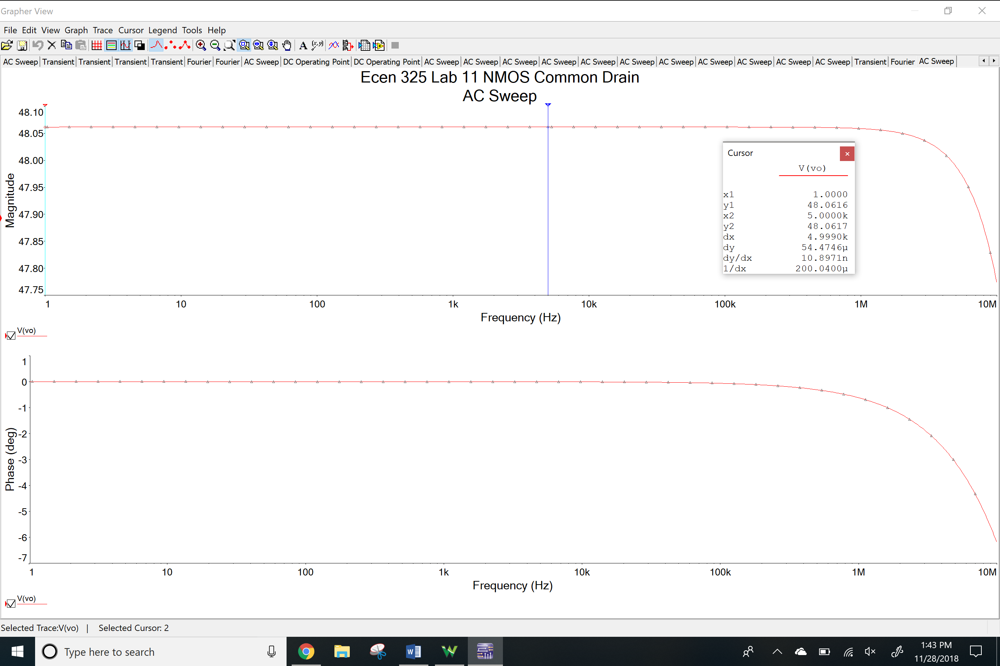 Grapher View
File Edit View Graph Trace Cursor Legend Tools Help
A (x,y)
AC Sweep Transient Transient Transient Transient Fourier Fourier AC Sweep DC Operating Point DC Operating Point AC Sweep AC Sweep AC Sweep AC Sweep AC Sweep AC Sweep AC Sweep AC Sweep AC Sweep AC Sweep AC Sweep Transient Fourier AC Sweep
Ecen 325 Lab 11 NMOS Common Drain
AC Sweep
48.10
48.05
48.00
47.95
47.90
47.85
47.80
47.75
Magnitude
1 10 100 1k 10k 100k 1M 10M
Frequency (Hz)
Cursor
V(vo)
x1 1.0000
y1 48.0616
x2 5.0000k
y2 48.0617
dx 4.9990k
dy 54.4746µ
dy/dx 10.8971n
1/dx 200.0400µ
V(vo)
1
0
-1
-2
-3
-4
-5
-6
-7
Phase (deg)
1 10 100 1k 10k 100k 1M 10M
Frequency (Hz)
V(vo)
Selected Trace:V(vo) | Selected Cursor: 2
Type here to search
W
1:43 PM
11/28/2018